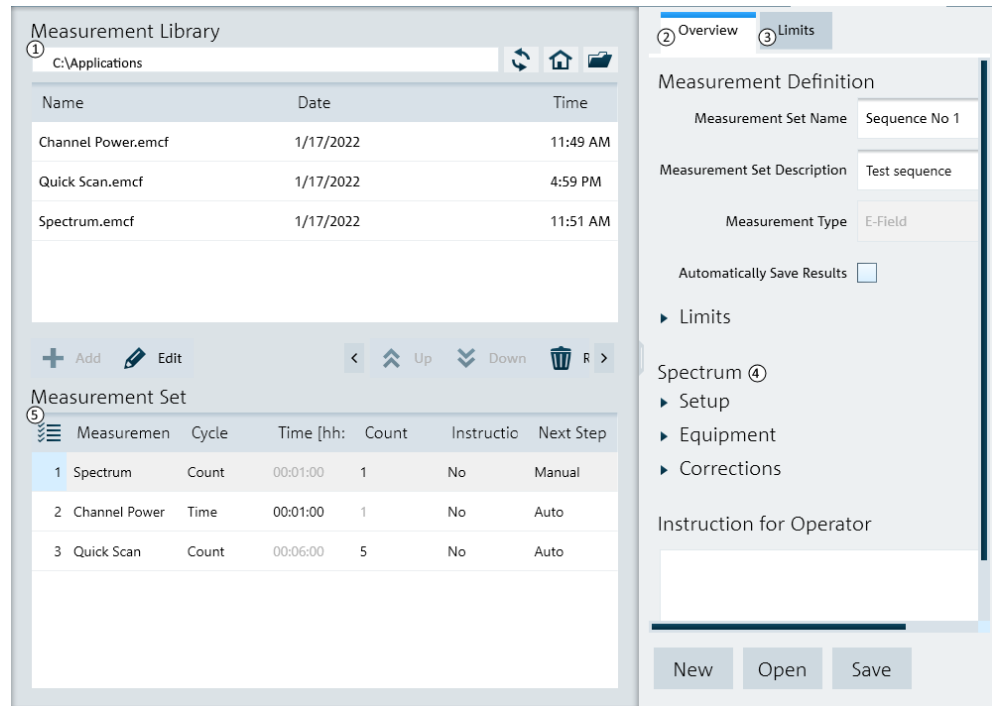 Measurement Library
① C:\Applications
Name Date Time
Channel Power.emcf 1/17/2022 11:49 AM
Quick Scan.emcf 1/17/2022 4:59 PM
Spectrum.emcf 1/17/2022 11:51 AM
Add Edit Up Down R
Measurement Set
⑤
Measuremen Cycle Time [hh: Count Instructio Next Step
1 Spectrum Count 00:01:00 1 No Manual
2 Channel Power Time 00:01:00 1 No Auto
3 Quick Scan Count 00:06:00 5 No Auto
② Overview ③ Limits
Measurement Definition
Measurement Set Name Sequence No 1
Measurement Set Description Test sequence
Measurement Type E-Field
Automatically Save Results
Limits
Spectrum ④
Setup
Equipment
Corrections
Instruction for Operator
New Open Save